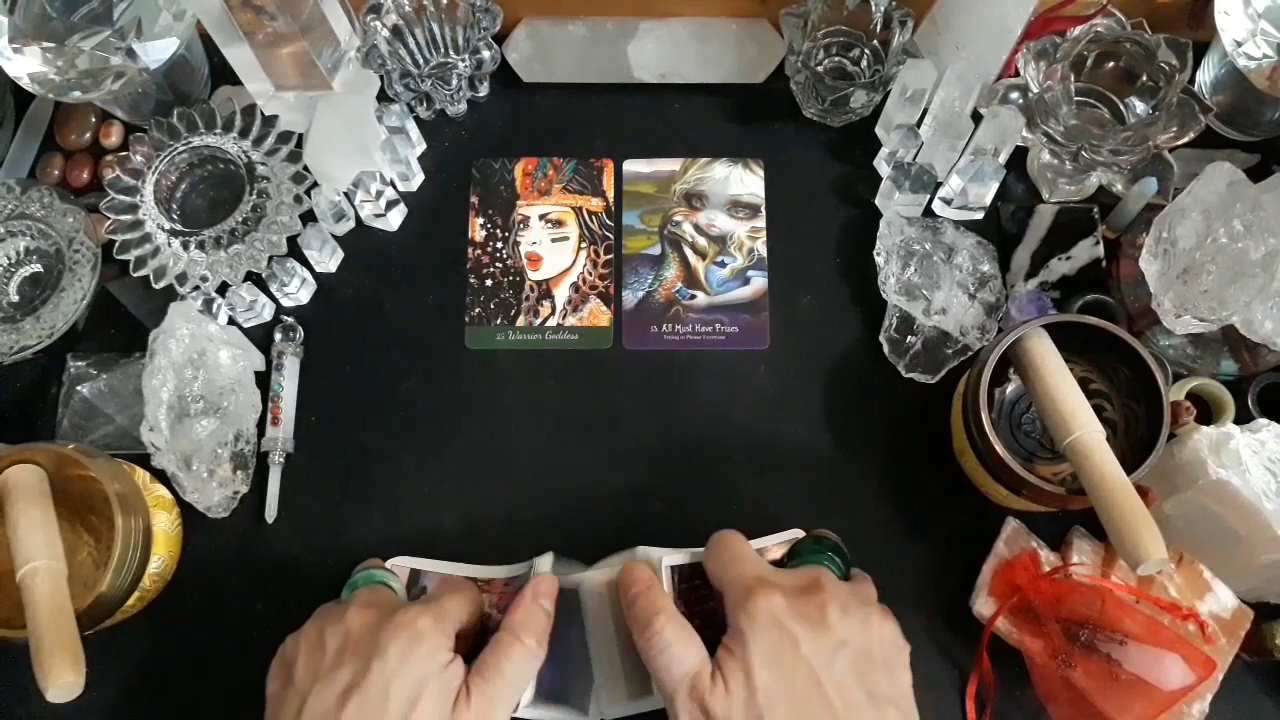 25 Warrior Goddess
13. All Must Have Prizes
Trying to Please Everyone